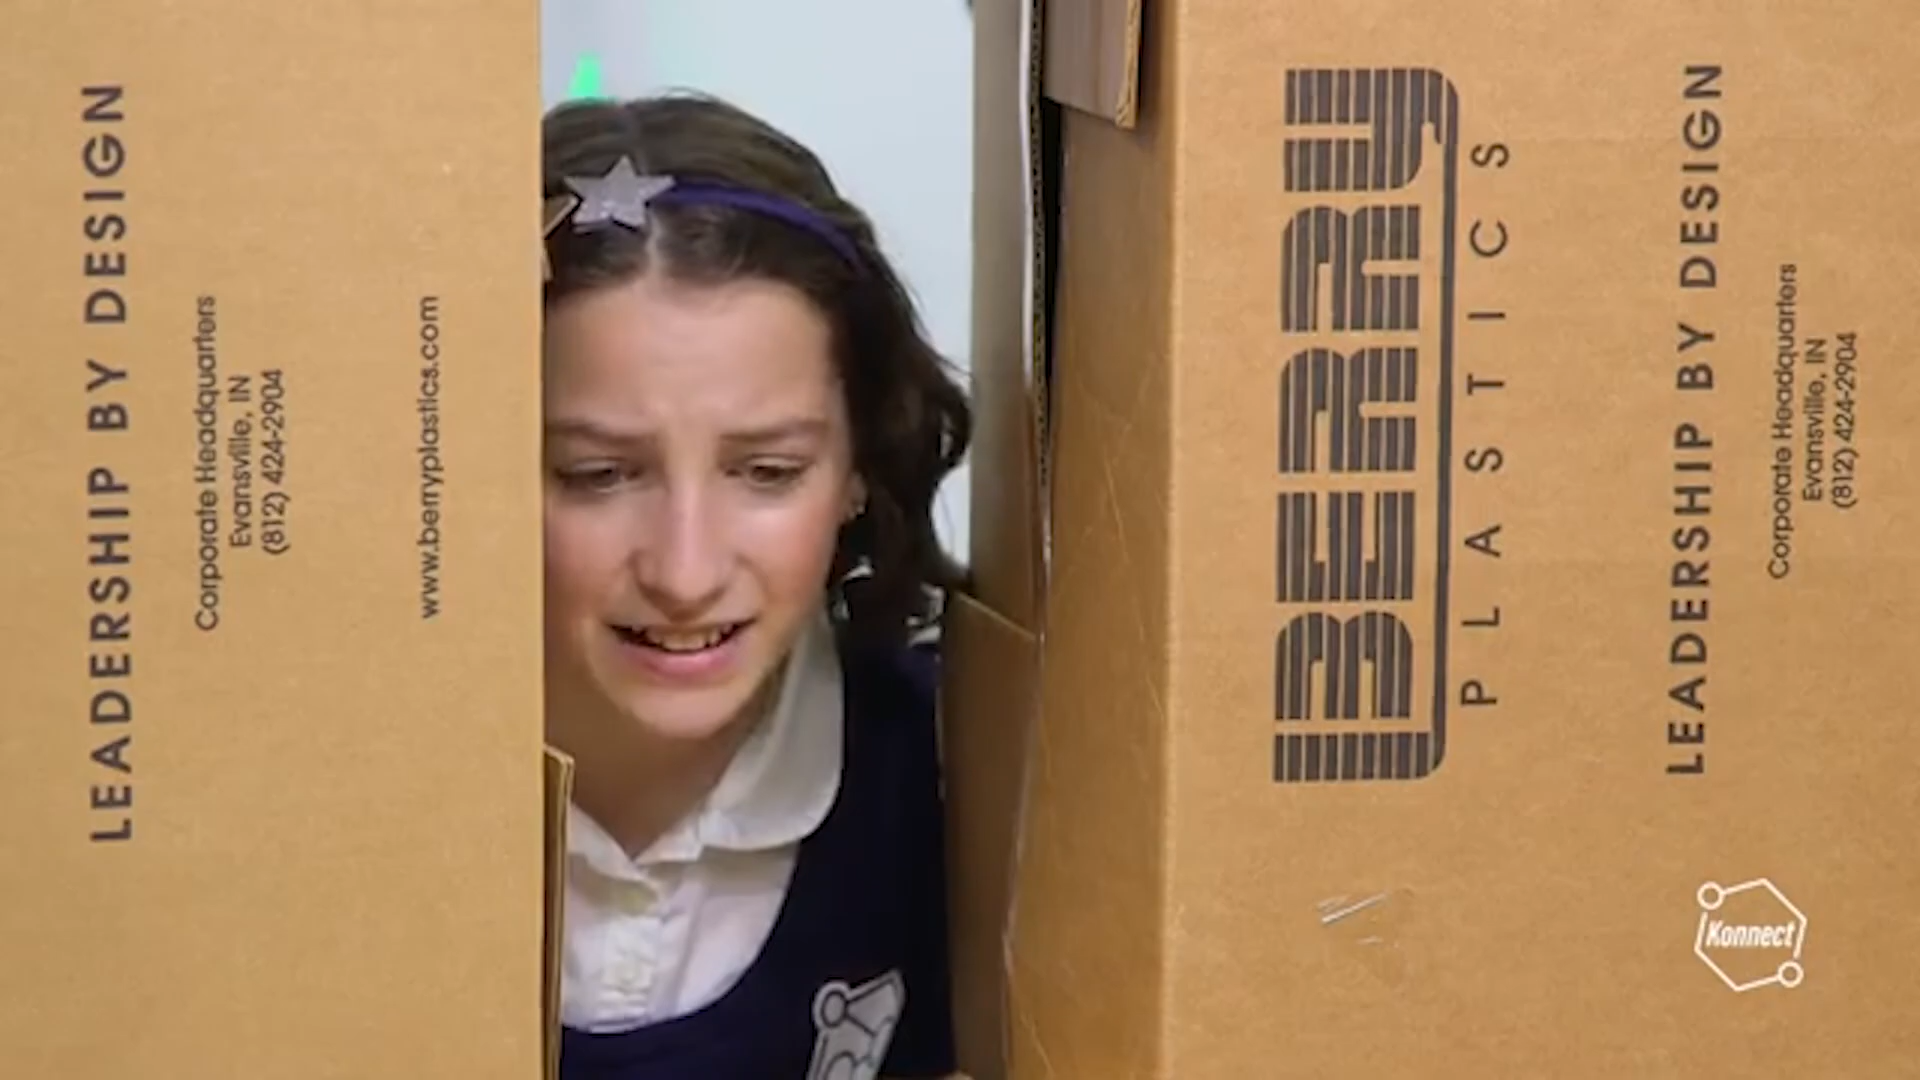 LEADERSHIP BY DESIGN
Corporate Headquarters
Evansville, IN
(812) 424-2904
www.berryplastics.com
BERRY
PLASTICS
LEADERSHIP BY DESIGN
Corporate Headquarters
Evansville, IN
(812) 424-2904
Konnect